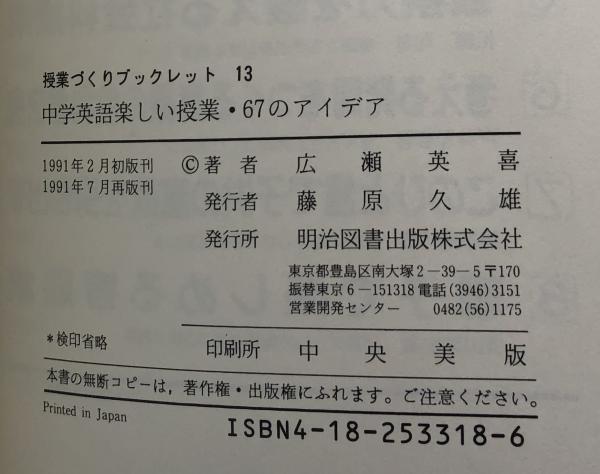 授業づくりブックレット 13
中学英語楽しい授業・67のアイデア
1991年2月初版刊
1991年7月再版刊
©著者 広瀬英喜
発行者 藤原久雄
発行所 明治図書出版株式会社
東京都豊島区南大塚2−39−5〒170
振替東京6−151318 電話(3946)3151
営業開発センター 0482(56)1175
*検印省略
印刷所 中央美版
本書の無断コピーは,著作権・出版権にふれます。ご注意ください。
Printed in Japan
ISBN4-18-253318-6